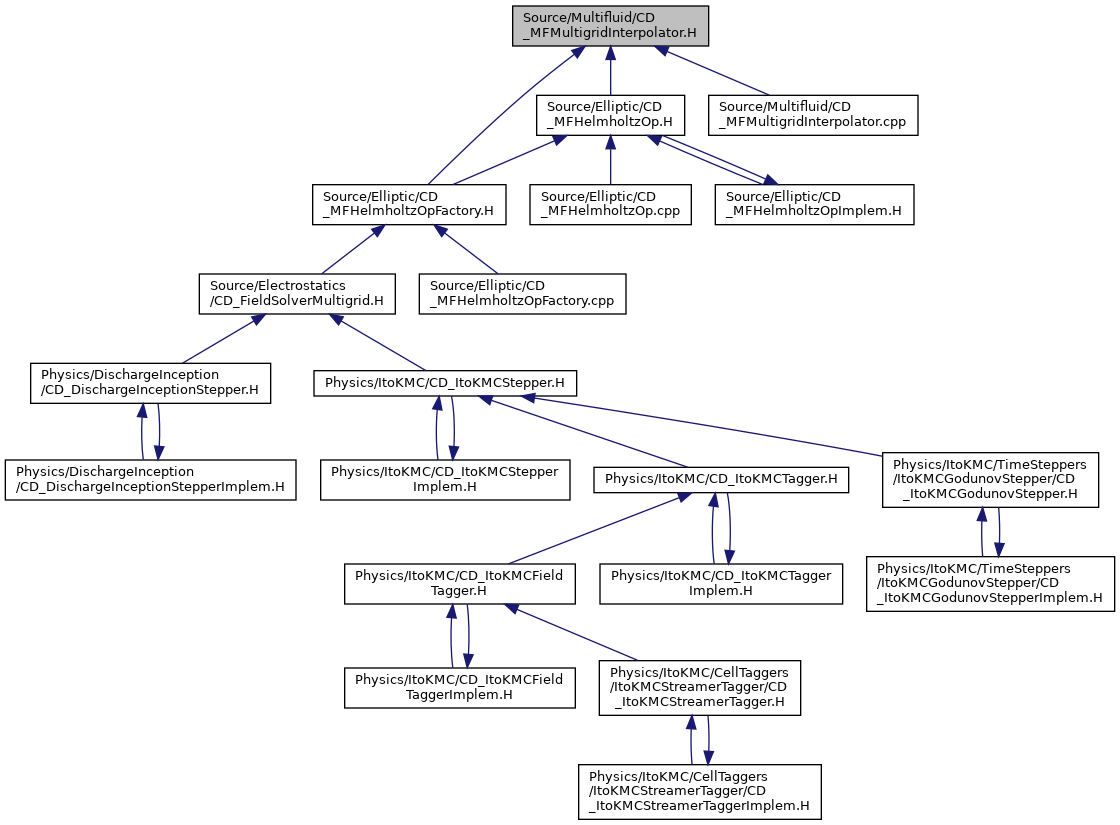 Source/Multifluid/CD
_MFMultigridInterpolator.H
Source/Elliptic/CD
_MFHelmholtzOp.H
Source/Multifluid/CD
_MFMultigridInterpolator.cpp
Source/Elliptic/CD
_MFHelmholtzOpFactory.H
Source/Elliptic/CD
_MFHelmholtzOp.cpp
Source/Elliptic/CD
_MFHelmholtzOpImplem.H
Source/Electrostatics
/CD_FieldSolverMultigrid.H
Source/Elliptic/CD
_MFHelmholtzOpFactory.cpp
Physics/DischargeInception
/CD_DischargeInceptionStepper.H
Physics/ItoKMC/CD_ItoKMCStepper.H
Physics/DischargeInception
/CD_DischargeInceptionStepperImplem.H
Physics/ItoKMC/CD_ItoKMCStepper
Implem.H
Physics/ItoKMC/CD_ItoKMCTagger.H
Physics/ItoKMC/TimeSteppers
/ItoKMCGodunovStepper/CD
_ItoKMCGodunovStepper.H
Physics/ItoKMC/CD_ItoKMCField
Tagger.H
Physics/ItoKMC/CD_ItoKMCTagger
Implem.H
Physics/ItoKMC/TimeSteppers
/ItoKMCGodunovStepper/CD
_ItoKMCGodunovStepperImplem.H
Physics/ItoKMC/CD_ItoKMCField
TaggerImplem.H
Physics/ItoKMC/CellTaggers
/ItoKMCStreamerTagger/CD
_ItoKMCStreamerTagger.H
Physics/ItoKMC/CellTaggers
/ItoKMCStreamerTagger/CD
_ItoKMCStreamerTaggerImplem.H